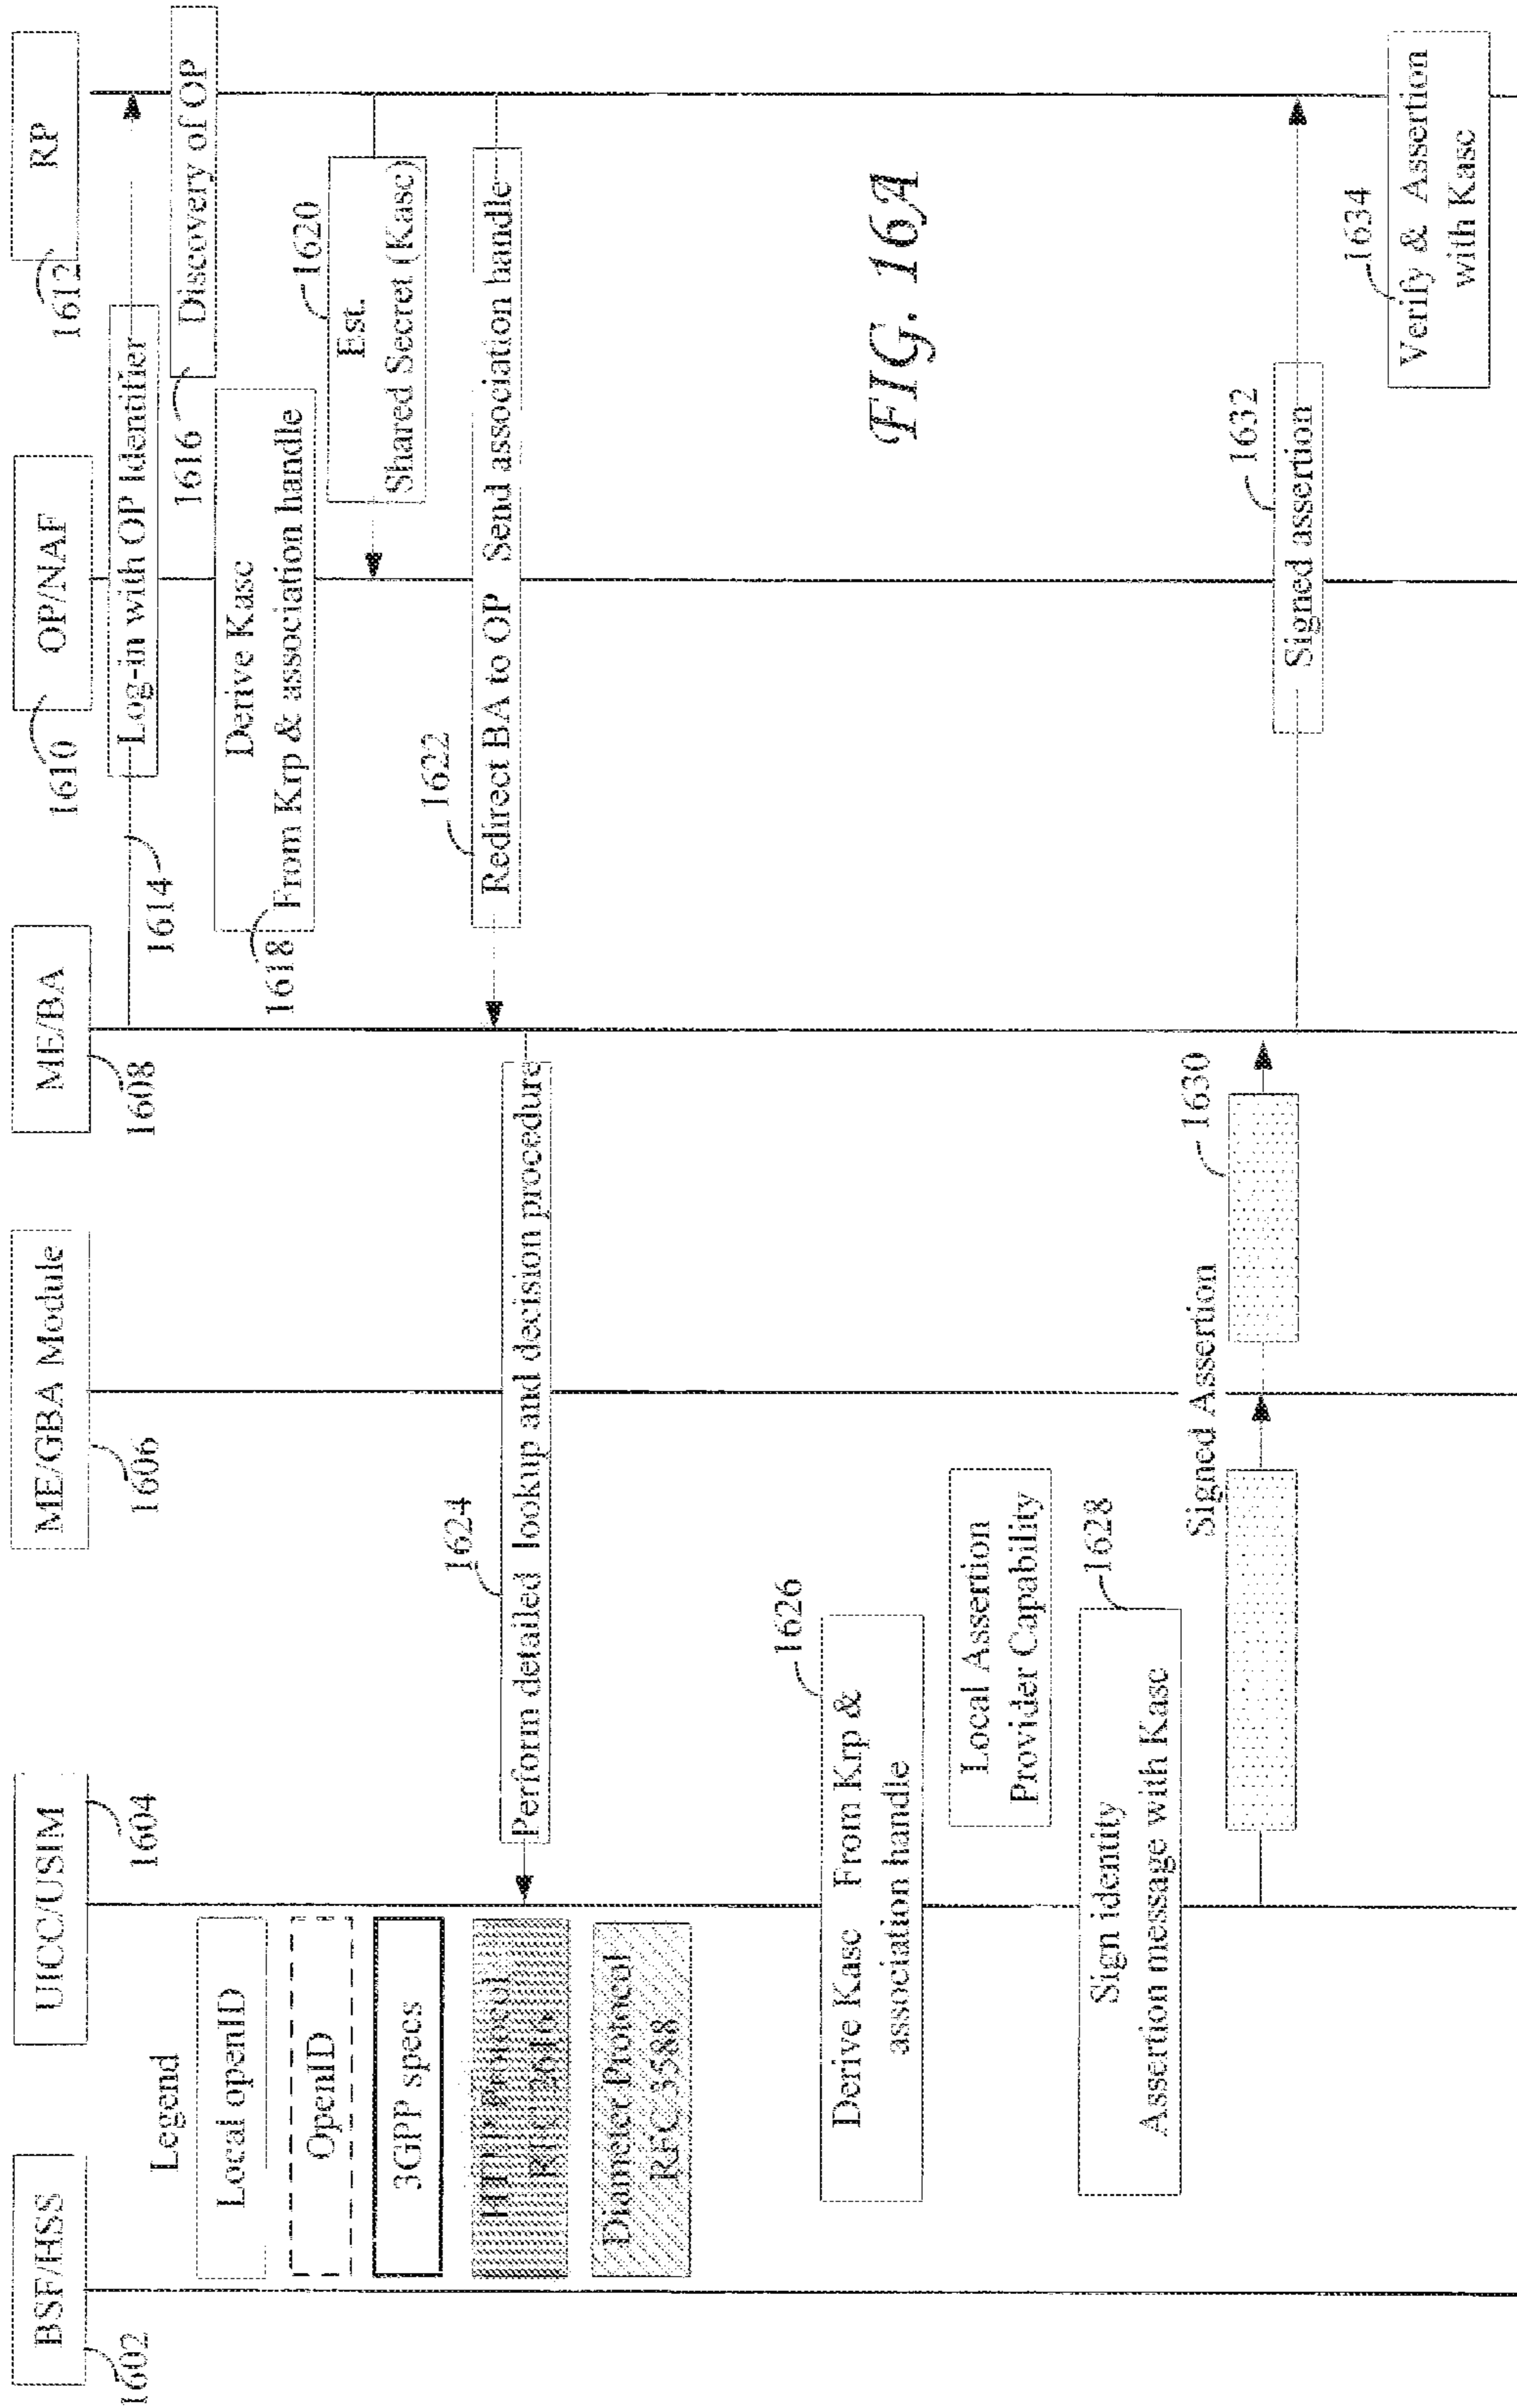 BSF/HSS
1602
UICC/USIM
1604
ME/GBA Module
1606
ME/BA
1608
OP/NAF
1610
RP
1612
Legend
Local openID
OpenID
3GPP specs
HTTP Protocol
RFC
Diameter Protocol
RFC 3588
Log-in with OP Identifier
1614
1616
Discovery of OP
Derive Kasc
1618
From Krp & association handle
1620
Est.
Shared Secret (Kasc)
1622
Redirect BA to OP Send association handle
1624
Perform detailed lookup and decision procedure
1626
Derive Kasc From Krp &
association handle
Local Assertion
Provider Capability
1628
Sign identity
Assertion message with Kasc
Signed Assertion
1630
1632
Signed assertion
1634
Verify & Assertion
with Kasc
FIG. 16A